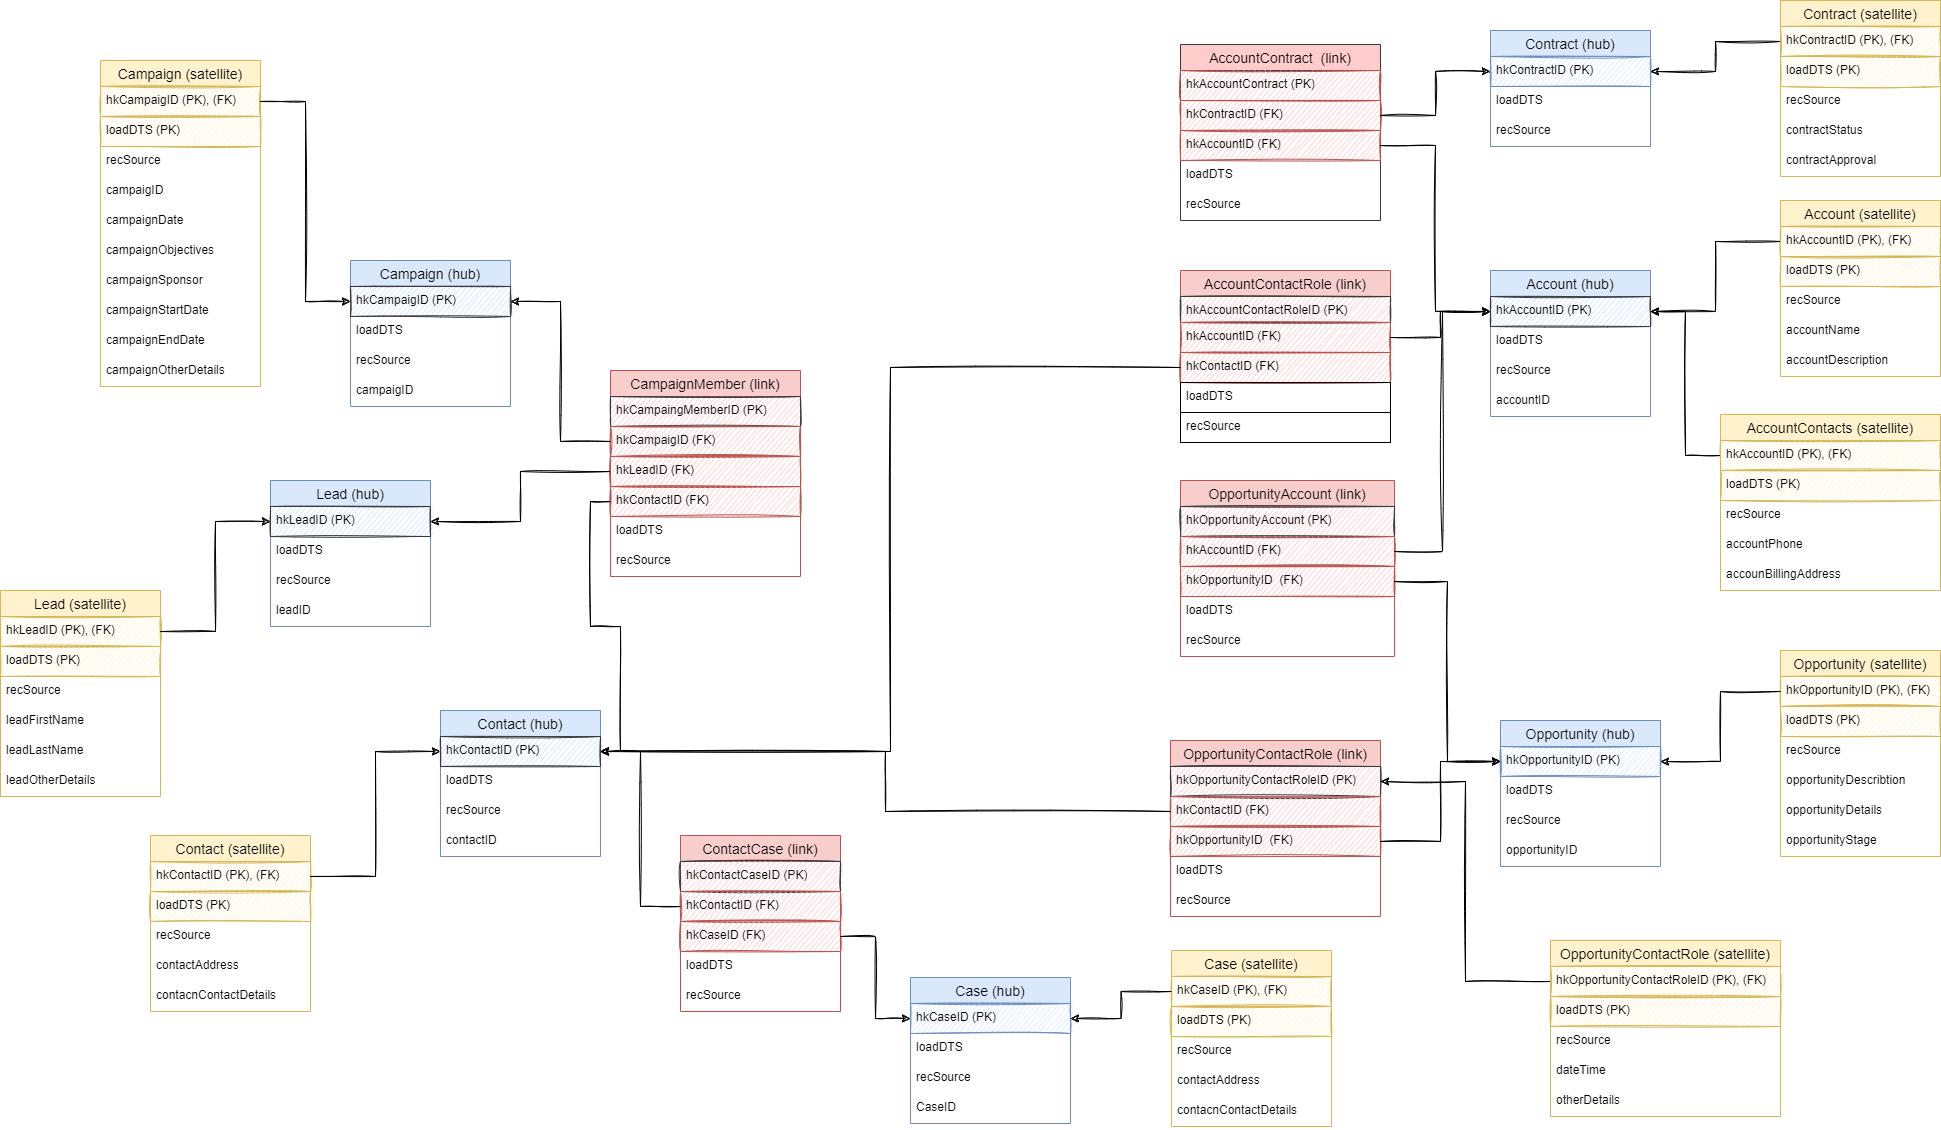 Campaign (satellite)
hkCampaigID (PK), (FK)
loadDTS (PK)
recSource
campaigID
campaignDate
campaignObjectives
campaignSponsor
campaignStartDate
campaignEndDate
campaignOtherDetails
Campaign (hub)
hkCampaigID (PK)
loadDTS
recSource
campaigID
CampaignMember (link)
hkCampaingMemberID (PK)
hkCampaigID (FK)
hkLeadID (FK)
hkContactID (FK)
loadDTS
recSource
Lead (hub)
hkLeadID (PK)
loadDTS
recSource
leadID
Lead (satellite)
hkLeadID (PK), (FK)
loadDTS (PK)
recSource
leadFirstName
leadLastName
leadOtherDetails
Contact (hub)
hkContactID (PK)
loadDTS
recSource
contactID
Contact (satellite)
hkContactID (PK), (FK)
loadDTS (PK)
recSource
contactAddress
contacnContactDetails
ContactCase (link)
hkContactCaseID (PK)
hkContactID (FK)
hkCaseID (FK)
loadDTS
recSource
Case (hub)
hkCaseID (PK)
loadDTS
recSource
CaseID
Case (satellite)
hkCaseID (PK), (FK)
loadDTS (PK)
recSource
contactAddress
contacnContactDetails
AccountContract  (link)
hkAccountContract (PK)
hkContractID (FK)
hkAccountID (FK)
loadDTS
recSource
Contract (hub)
hkContractID (PK)
loadDTS
recSource
Contract (satellite)
hkContractID (PK), (FK)
loadDTS (PK)
recSource
contractStatus
contractApproval
AccountContactRole (link)
hkAccountContactRoleID (PK)
hkAccountID (FK)
hkContactID (FK)
loadDTS
recSource
Account (hub)
hkAccountID (PK)
loadDTS
recSource
accountID
Account (satellite)
hkAccountID (PK), (FK)
loadDTS (PK)
recSource
accountName
accountDescription
AccountContacts (satellite)
hkAccountID (PK), (FK)
loadDTS (PK)
recSource
accountPhone
accounBillingAddress
OpportunityAccount (link)
hkOpportunityAccount (PK)
hkAccountID (FK)
hkOpportunityID  (FK)
loadDTS
recSource
OpportunityContactRole (link)
hkOpportunityContactRoleID (PK)
hkContactID (FK)
hkOpportunityID  (FK)
loadDTS
recSource
Opportunity (hub)
hkOpportunityID (PK)
loadDTS
recSource
opportunityID
Opportunity (satellite)
hkOpportunityID (PK), (FK)
loadDTS (PK)
recSource
opportunityDescribtion
opportunityDetails
opportunityStage
OpportunityContactRole (satellite)
hkOpportunityContactRoleID (PK), (FK)
loadDTS (PK)
recSource
dateTime
otherDetails